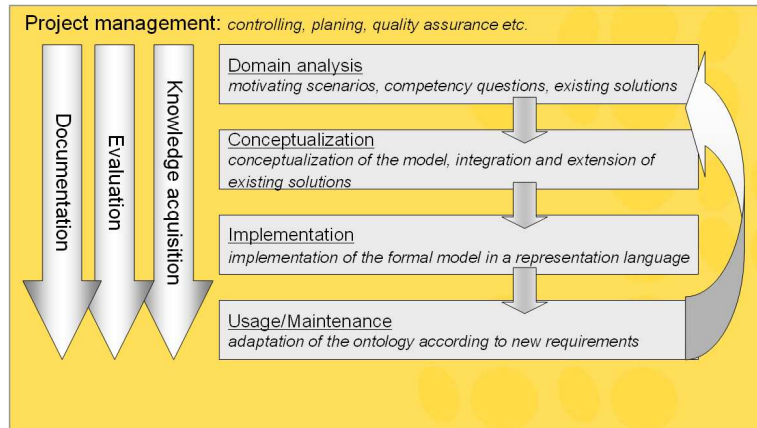 Project management: controlling, planing, quality assurance etc.
Documentation
Evaluation
Knowledge acquisition
Domain analysis
motivating scenarios, competency questions, existing solutions
Conceptualization
conceptualization of the model, integration and extension of
existing solutions
Implementation
implementation of the formal model in a representation language
Usage/Maintenance
adaptation of the ontology according to new requirements